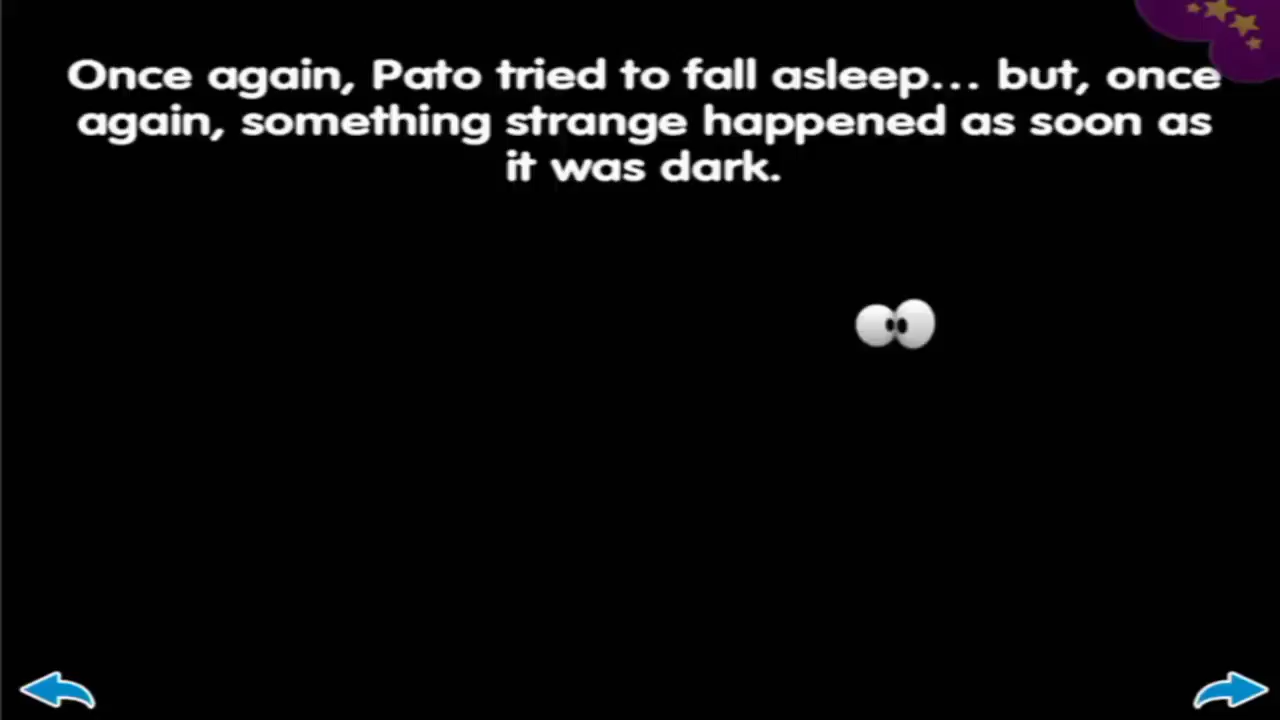 Once again, Pato tried to fall asleep... but, once
again, something strange happened as soon as
it was dark.